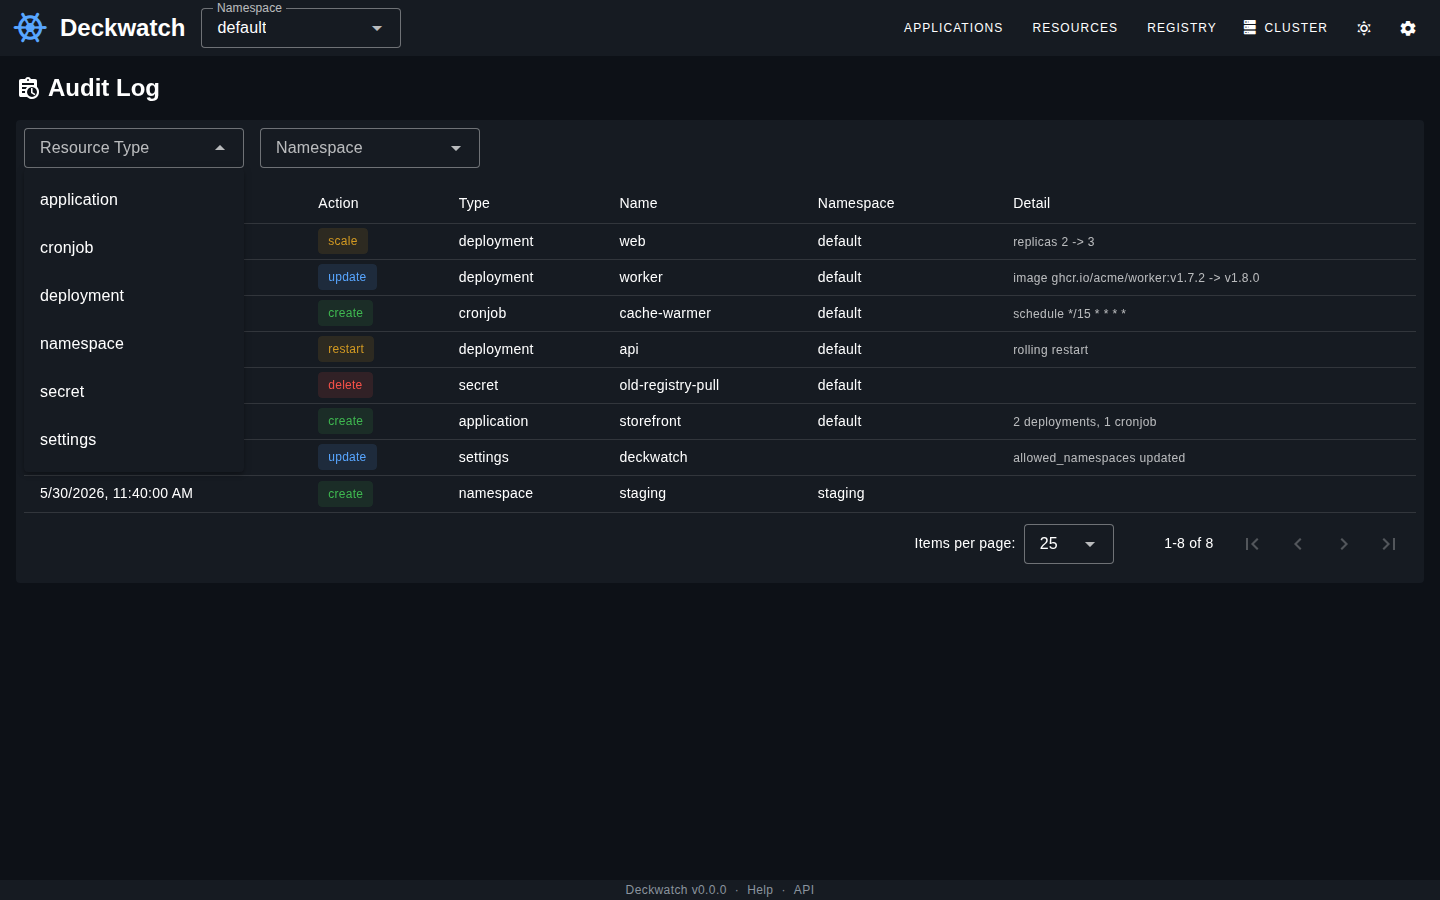 Deckwatch
Namespace
default
APPLICATIONS RESOURCES REGISTRY CLUSTER
Audit Log
Resource Type Namespace
application
cronjob
deployment
namespace
secret
settings
Action Type Name Namespace Detail
scale deployment web default replicas 2 -> 3
update deployment worker default image ghcr.io/acme/worker:v1.7.2 -> v1.8.0
create cronjob cache-warmer default schedule */15 * * * *
restart deployment api default rolling restart
delete secret old-registry-pull default
create application storefront default 2 deployments, 1 cronjob
update settings deckwatch allowed_namespaces updated
5/30/2026, 11:40:00 AM create namespace staging staging
Items per page: 25 1-8 of 8
Deckwatch v0.0.0 · Help · API